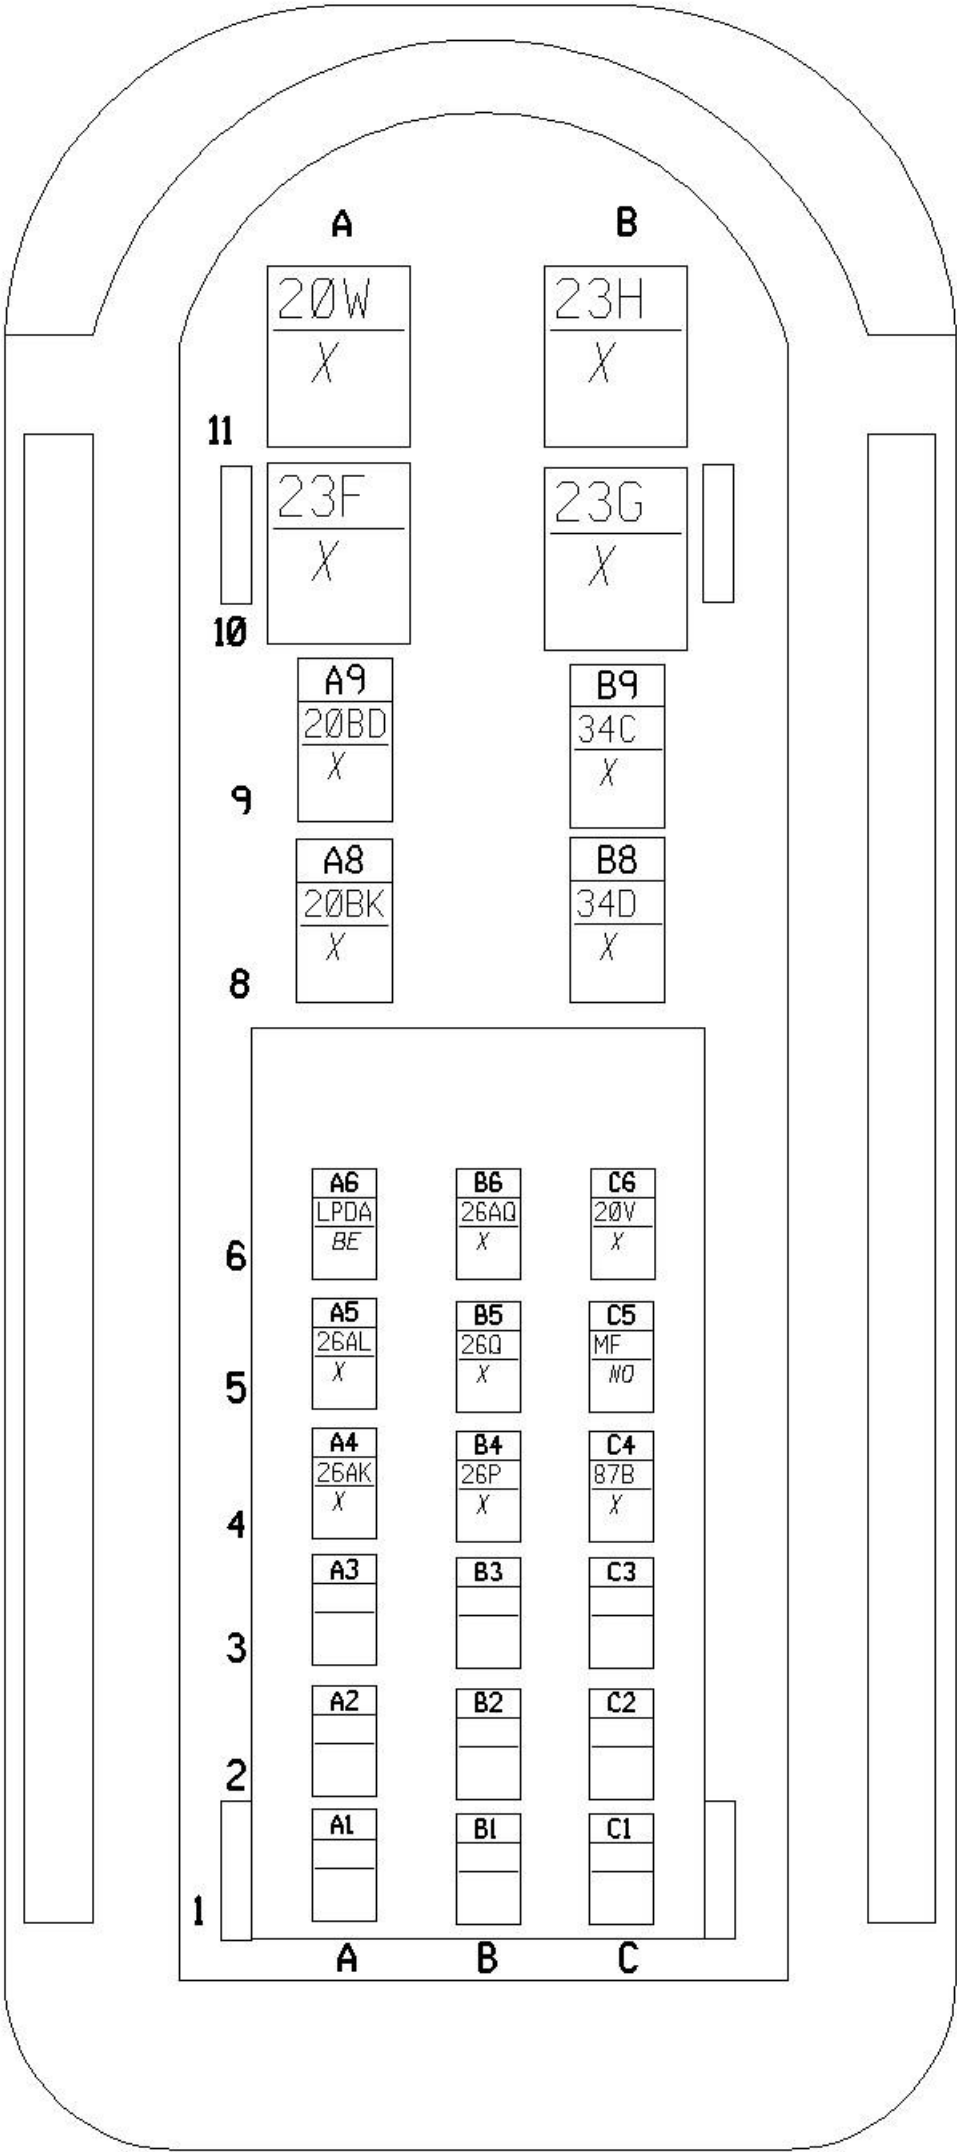 A B
20W 23H
X X
11
23F 23G
X X
10
A9 B9
20BD 34C
X X
9
A8 B8
20BK 34D
X X
8
A6 B6 C6
LPDA 26AQ 20V
BE X X
6
A5 B5 C5
26AL 26Q MF
X X NO
5
A4 B4 C4
26AK 26P 87B
X X X
4
A3 B3 C3
3
A2 B2 C2
2
A1 B1 C1
1
A B C